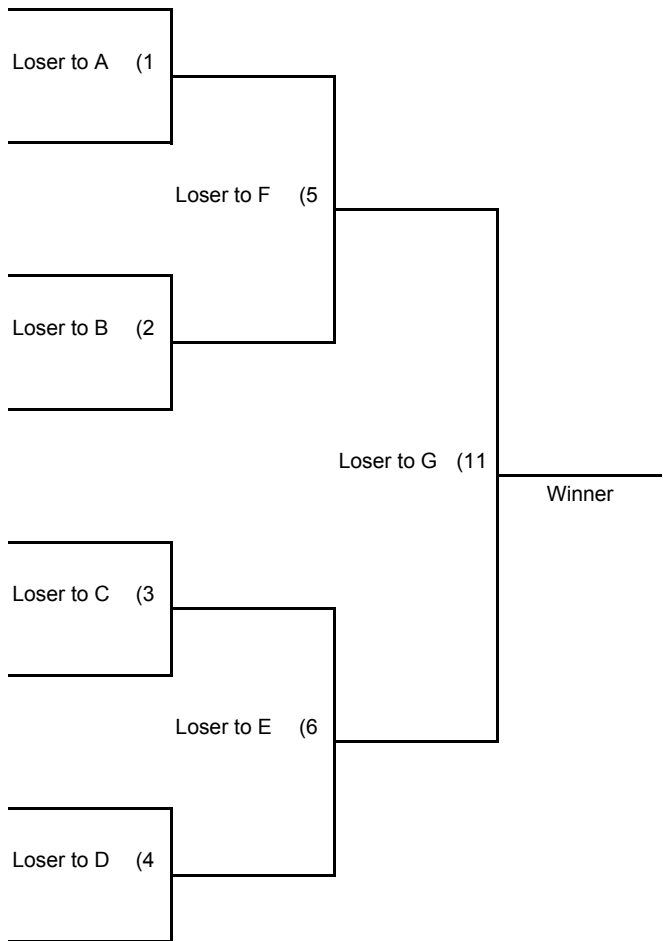 Loser to A (1
Loser to F (5
Loser to B (2
Loser to G (11
Winner
Loser to C (3
Loser to E (6
Loser to D (4